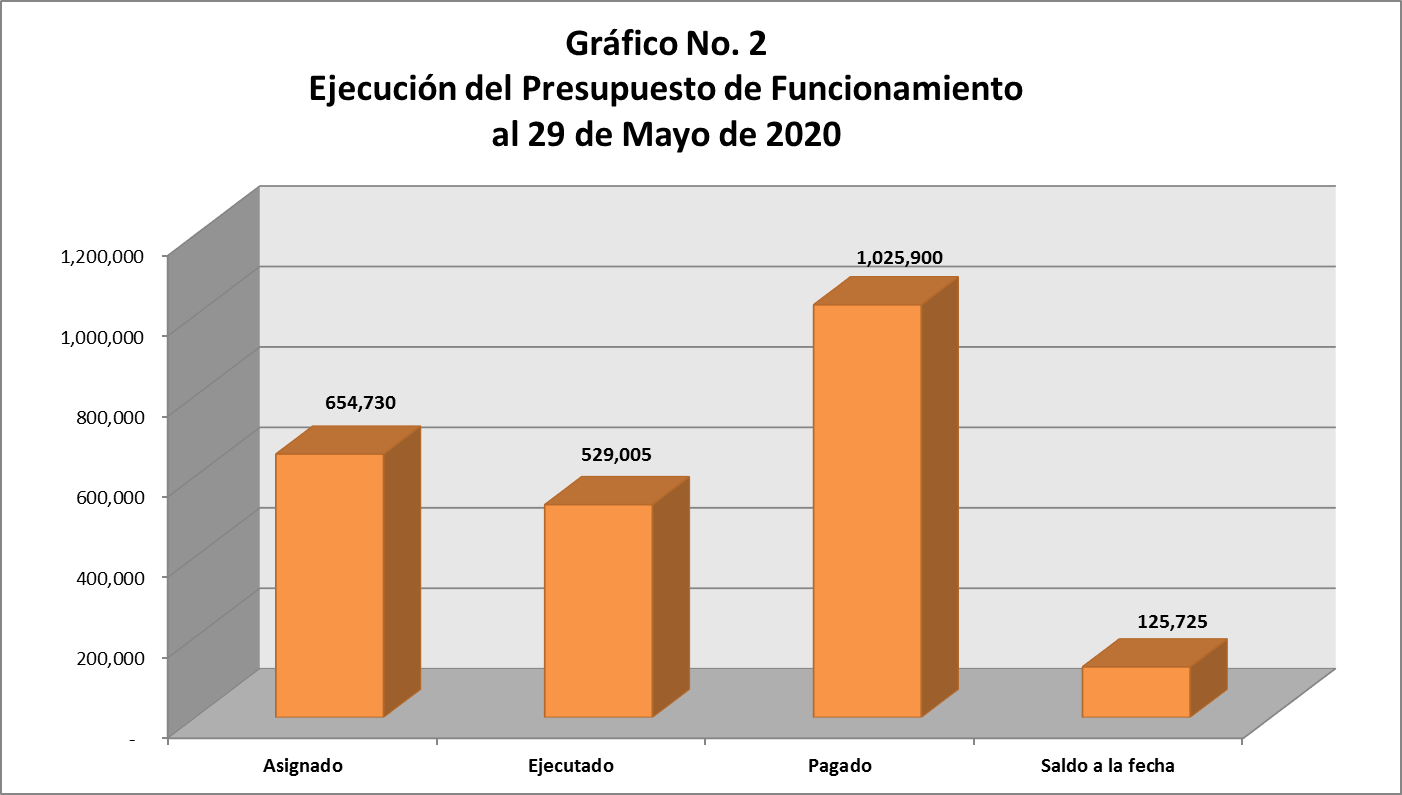 Gráfico No. 2
Ejecución del Presupuesto de Funcionamiento
al 29 de Mayo de 2020
1,200,000
1,000,000
800,000
600,000
400,000
200,000
-
654,730
529,005
1,025,900
125,725
Asignado
Ejecutado
Pagado
Saldo a la fecha